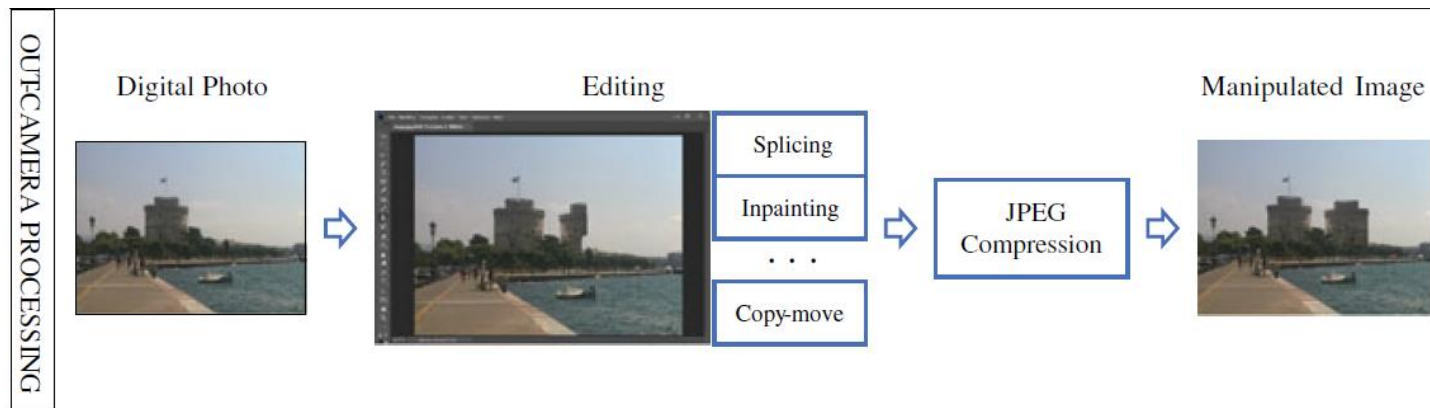 OUT-CAMERA PROCESSING
Digital Photo
Editing
Manipulated Image
Splicing
Inpainting
. . .
Copy-move
JPEG
Compression